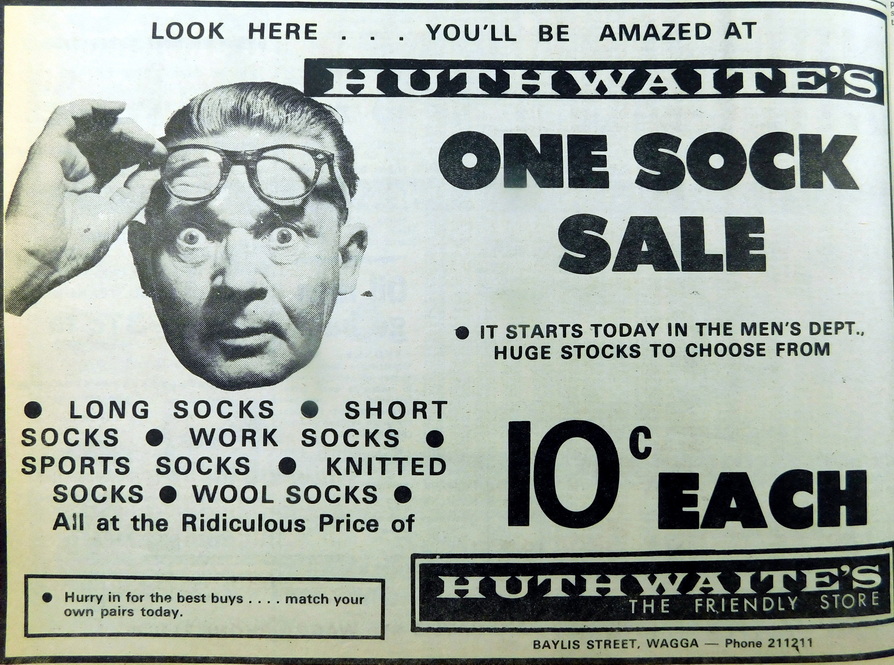 LOOK HERE . . . YOU'LL BE AMAZED AT
HUTHWAITE'S
ONE SOCK
SALE
● IT STARTS TODAY IN THE MEN'S DEPT.,
HUGE STOCKS TO CHOOSE FROM
● LONG SOCKS ● SHORT
SOCKS ● WORK SOCKS ●
SPORTS SOCKS ● KNITTED
SOCKS ● WOOL SOCKS ●
All at the Ridiculous Price of
10c EACH
● Hurry in for the best buys . . . . match your
own pairs today.
HUTHWAITE'S
THE FRIENDLY STORE
BAYLIS STREET, WAGGA — Phone 211211